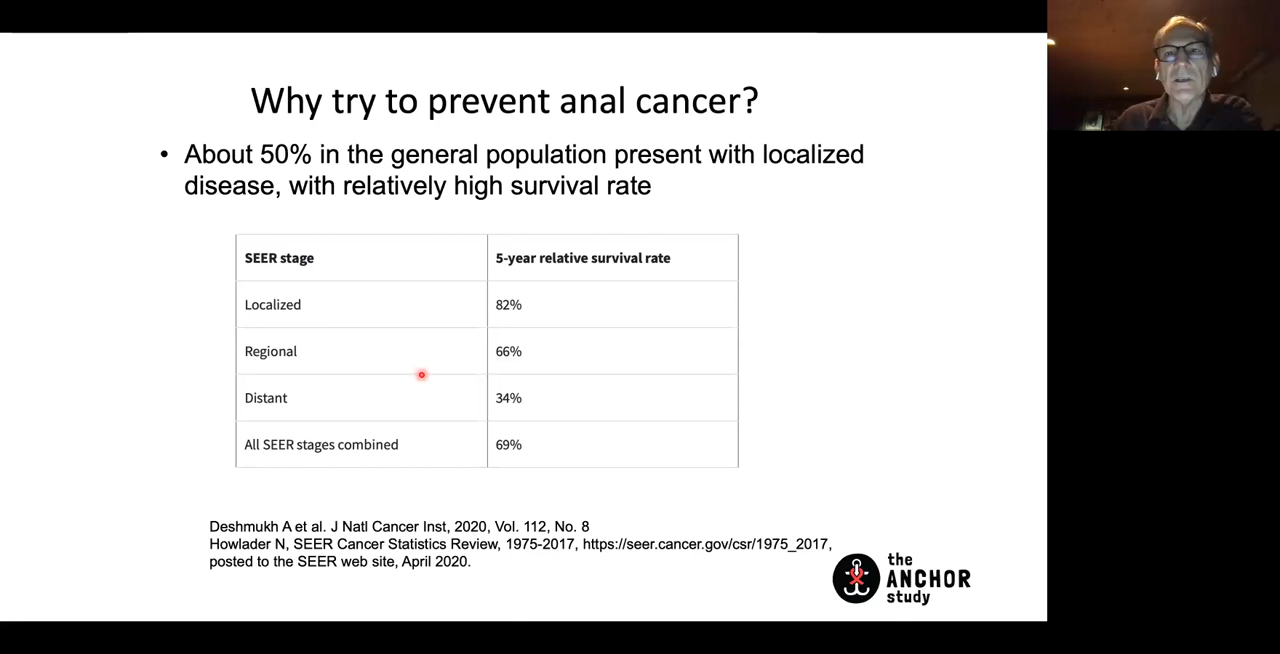 Why try to prevent anal cancer?
• About 50% in the general population present with localized
disease, with relatively high survival rate
SEER stage 5-year relative survival rate
Localized 82%
Regional 66%
Distant 34%
All SEER stages combined 69%
Deshmukh A et al. J Natl Cancer Inst, 2020, Vol. 112, No. 8
Howlader N, SEER Cancer Statistics Review, 1975-2017, https://seer.cancer.gov/csr/1975_2017,
posted to the SEER web site, April 2020.
the
ANCHOR
study